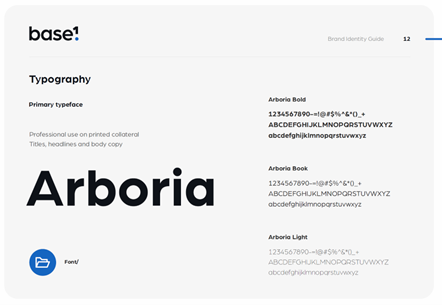 base!
Brand Identity Guide 12
Typography
Primary typeface
Professional use on printed collateral
Titles, headlines and body copy
Arboria
Font/
Arboria Bold
1234567890-=!@#$%^&*()_+
ABCDEFGHIJKLMNOPQRSTUVWXYZ
abcdefghijklmnopqrstuvwxyz
Arboria Book
1234567890-=!@#$%^&*()_+
ABCDEFGHIJKLMNOPQRSTUVWXYZ
abcdefghijklmnopqrstuvwxyz
Arboria Light
1234567890-=!@#$%^&*()_+
ABCDEFGHIJKLMNOPQRSTUVWXYZ
abcdefghijklmnopqrstuvwxyz